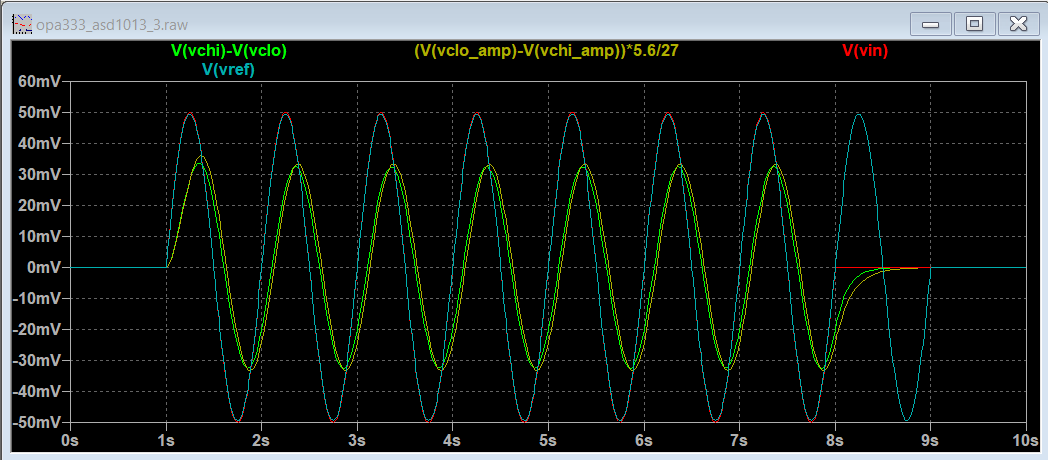 opa333_asd1013_3.raw
V(vchi)-V(vclo) (V(vclo_amp)-V(vchi_amp))*5.6/27 V(vin)
V(vref)
60mV
50mV
40mV
30mV
20mV
10mV
0mV
-10mV
-20mV
-30mV
-40mV
-50mV
0s 1s 2s 3s 4s 5s 6s 7s 8s 9s 10s